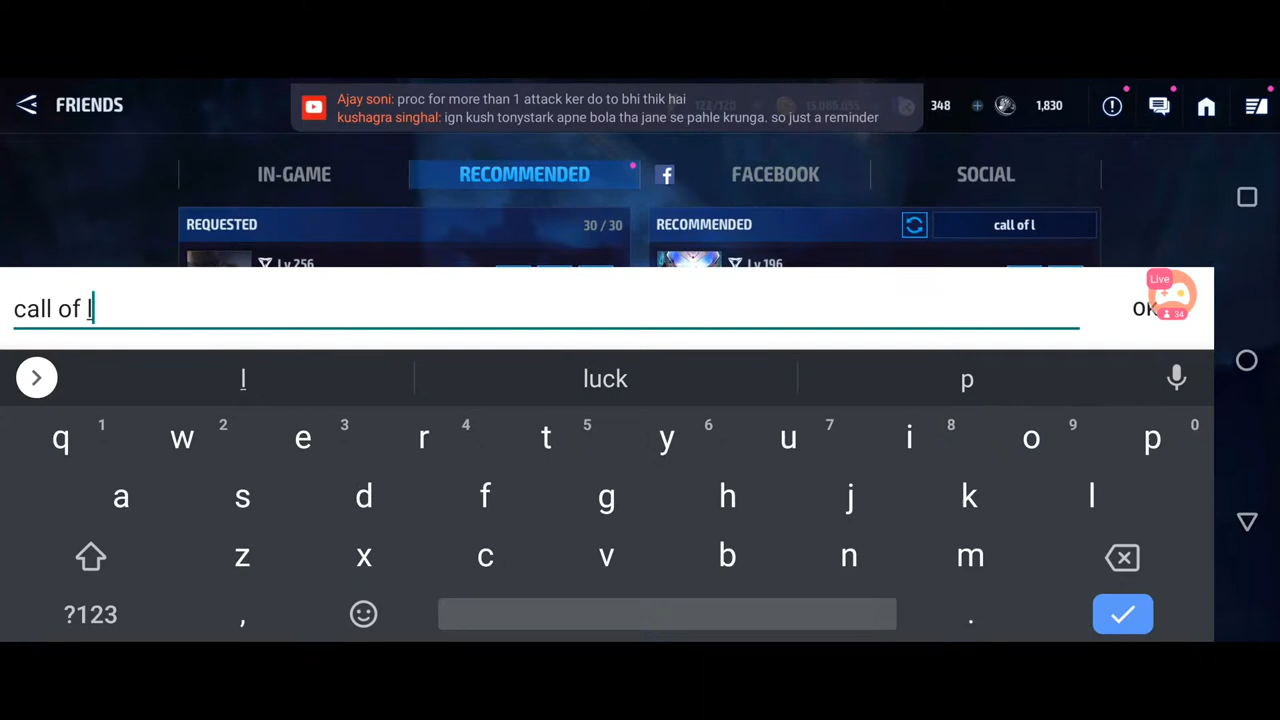 FRIENDS
Ajay soni: proc for more than 1 attack ker do to bhi thik hai
kushagra singhal: ign kush tonystark apne bola tha jane se pahle krunga. so just a reminder
348
1,830
IN-GAME
RECOMMENDED
FACEBOOK
SOCIAL
REQUESTED
30 / 30
RECOMMENDED
call of l
Lv.256
Lv.196
call of l
Live
OK
34
l
luck
p
q 1 w 2 e 3 r 4 t 5 y 6 u 7 i 8 o 9 p 0
a s d f g h j k l
z x c v b n m
?123 , .